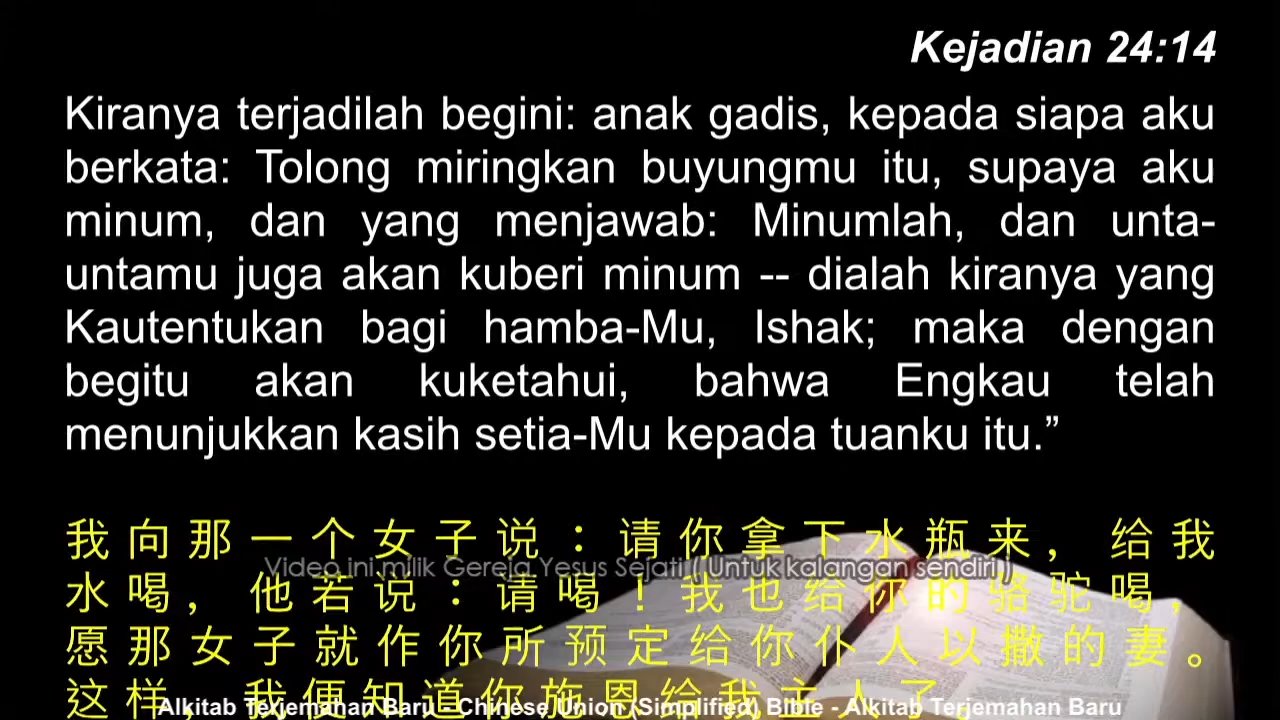 Kejadian 24:14
Kiranya terjadilah begini: anak gadis, kepada siapa aku
berkata: Tolong miringkan buyungmu itu, supaya aku
minum, dan yang menjawab: Minumlah, dan unta-
untamu juga akan kuberi minum -- dialah kiranya yang
Kautentukan bagi hamba-Mu, Ishak; maka dengan
begitu akan kuketahui, bahwa Engkau telah
menunjukkan kasih setia-Mu kepada tuanku itu.”
我向那一个女子说：请你拿下水瓶来，给我
Video ini milik Gereja Yesus Sejati ( Untuk kalangan sendiri )
水喝，他若说：请喝！我也给你的骆驼喝，
愿那女子就作你所预定给你仆人以撒的妻。
这样，我便知道你施恩给我主人了。
Alkitab Terjemahan Baru - Chinese Union (Simplified) Bible - Alkitab Terjemahan Baru